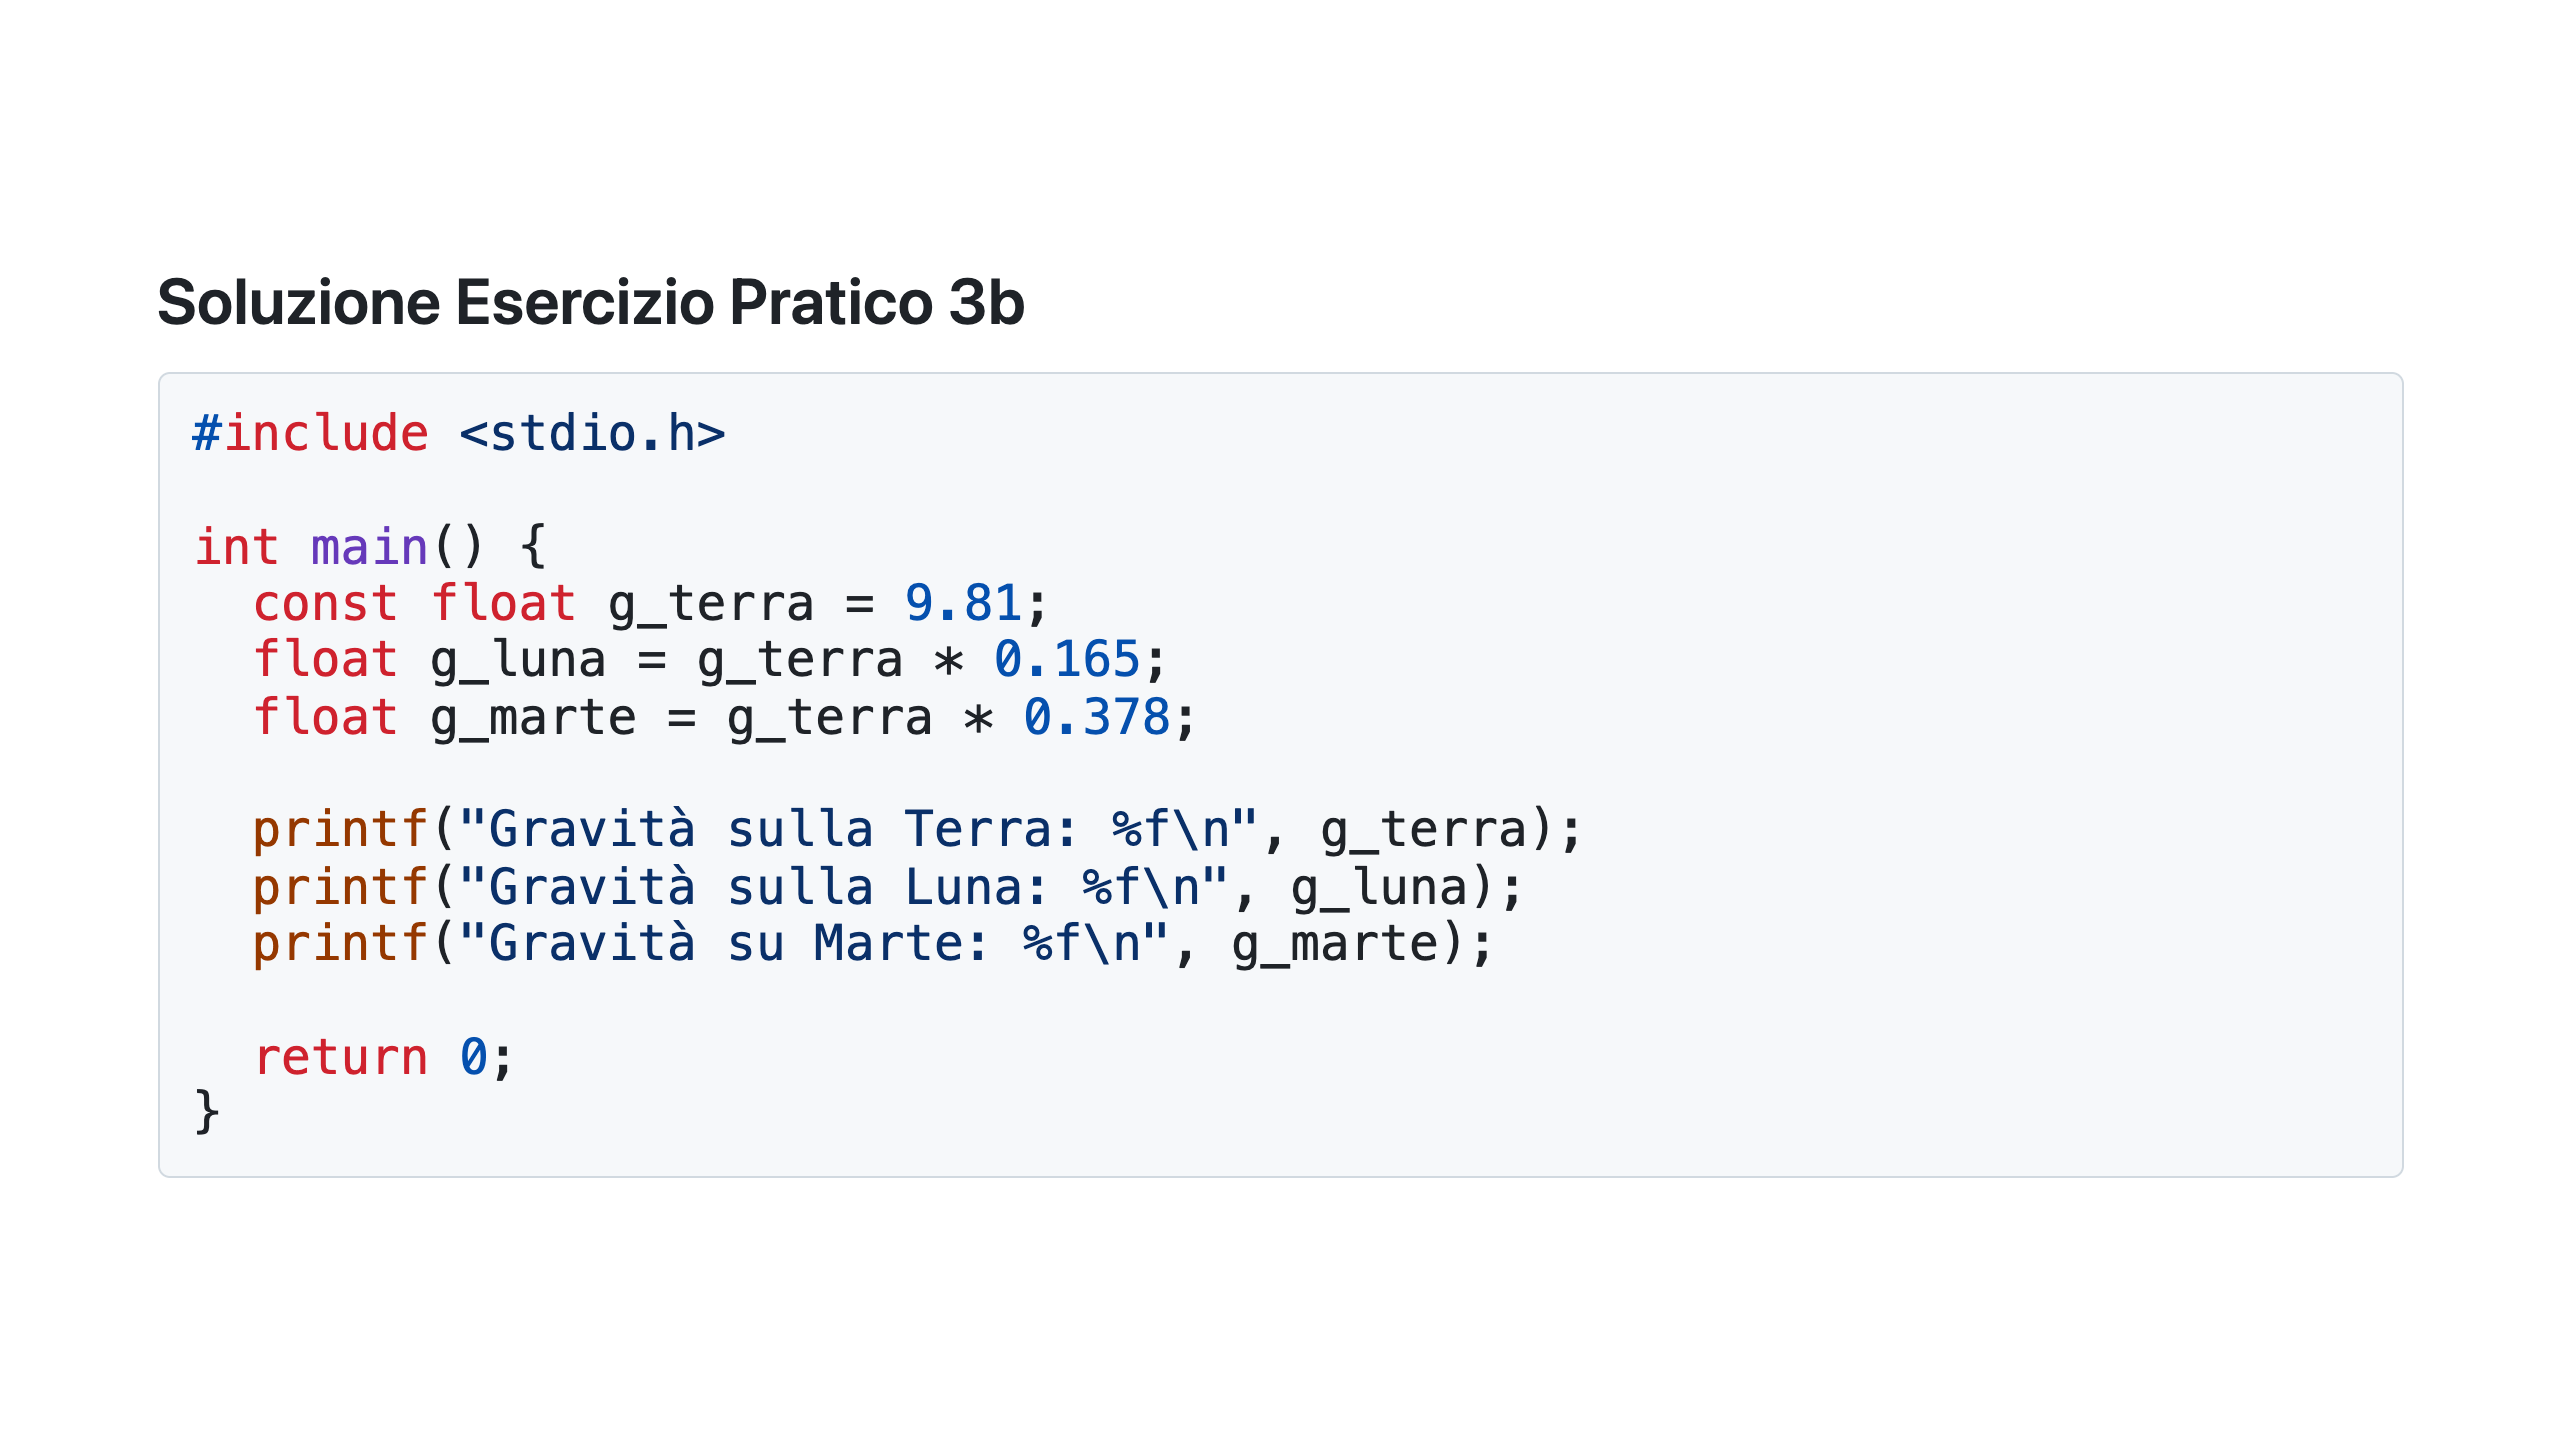 Soluzione Esercizio Pratico 3b
#include <stdio.h>
int main() {
  const float g_terra = 9.81;
  float g_luna = g_terra * 0.165;
  float g_marte = g_terra * 0.378;
  printf("Gravità sulla Terra: %f\n", g_terra);
  printf("Gravità sulla Luna: %f\n", g_luna);
  printf("Gravità su Marte: %f\n", g_marte);
  return 0;
}